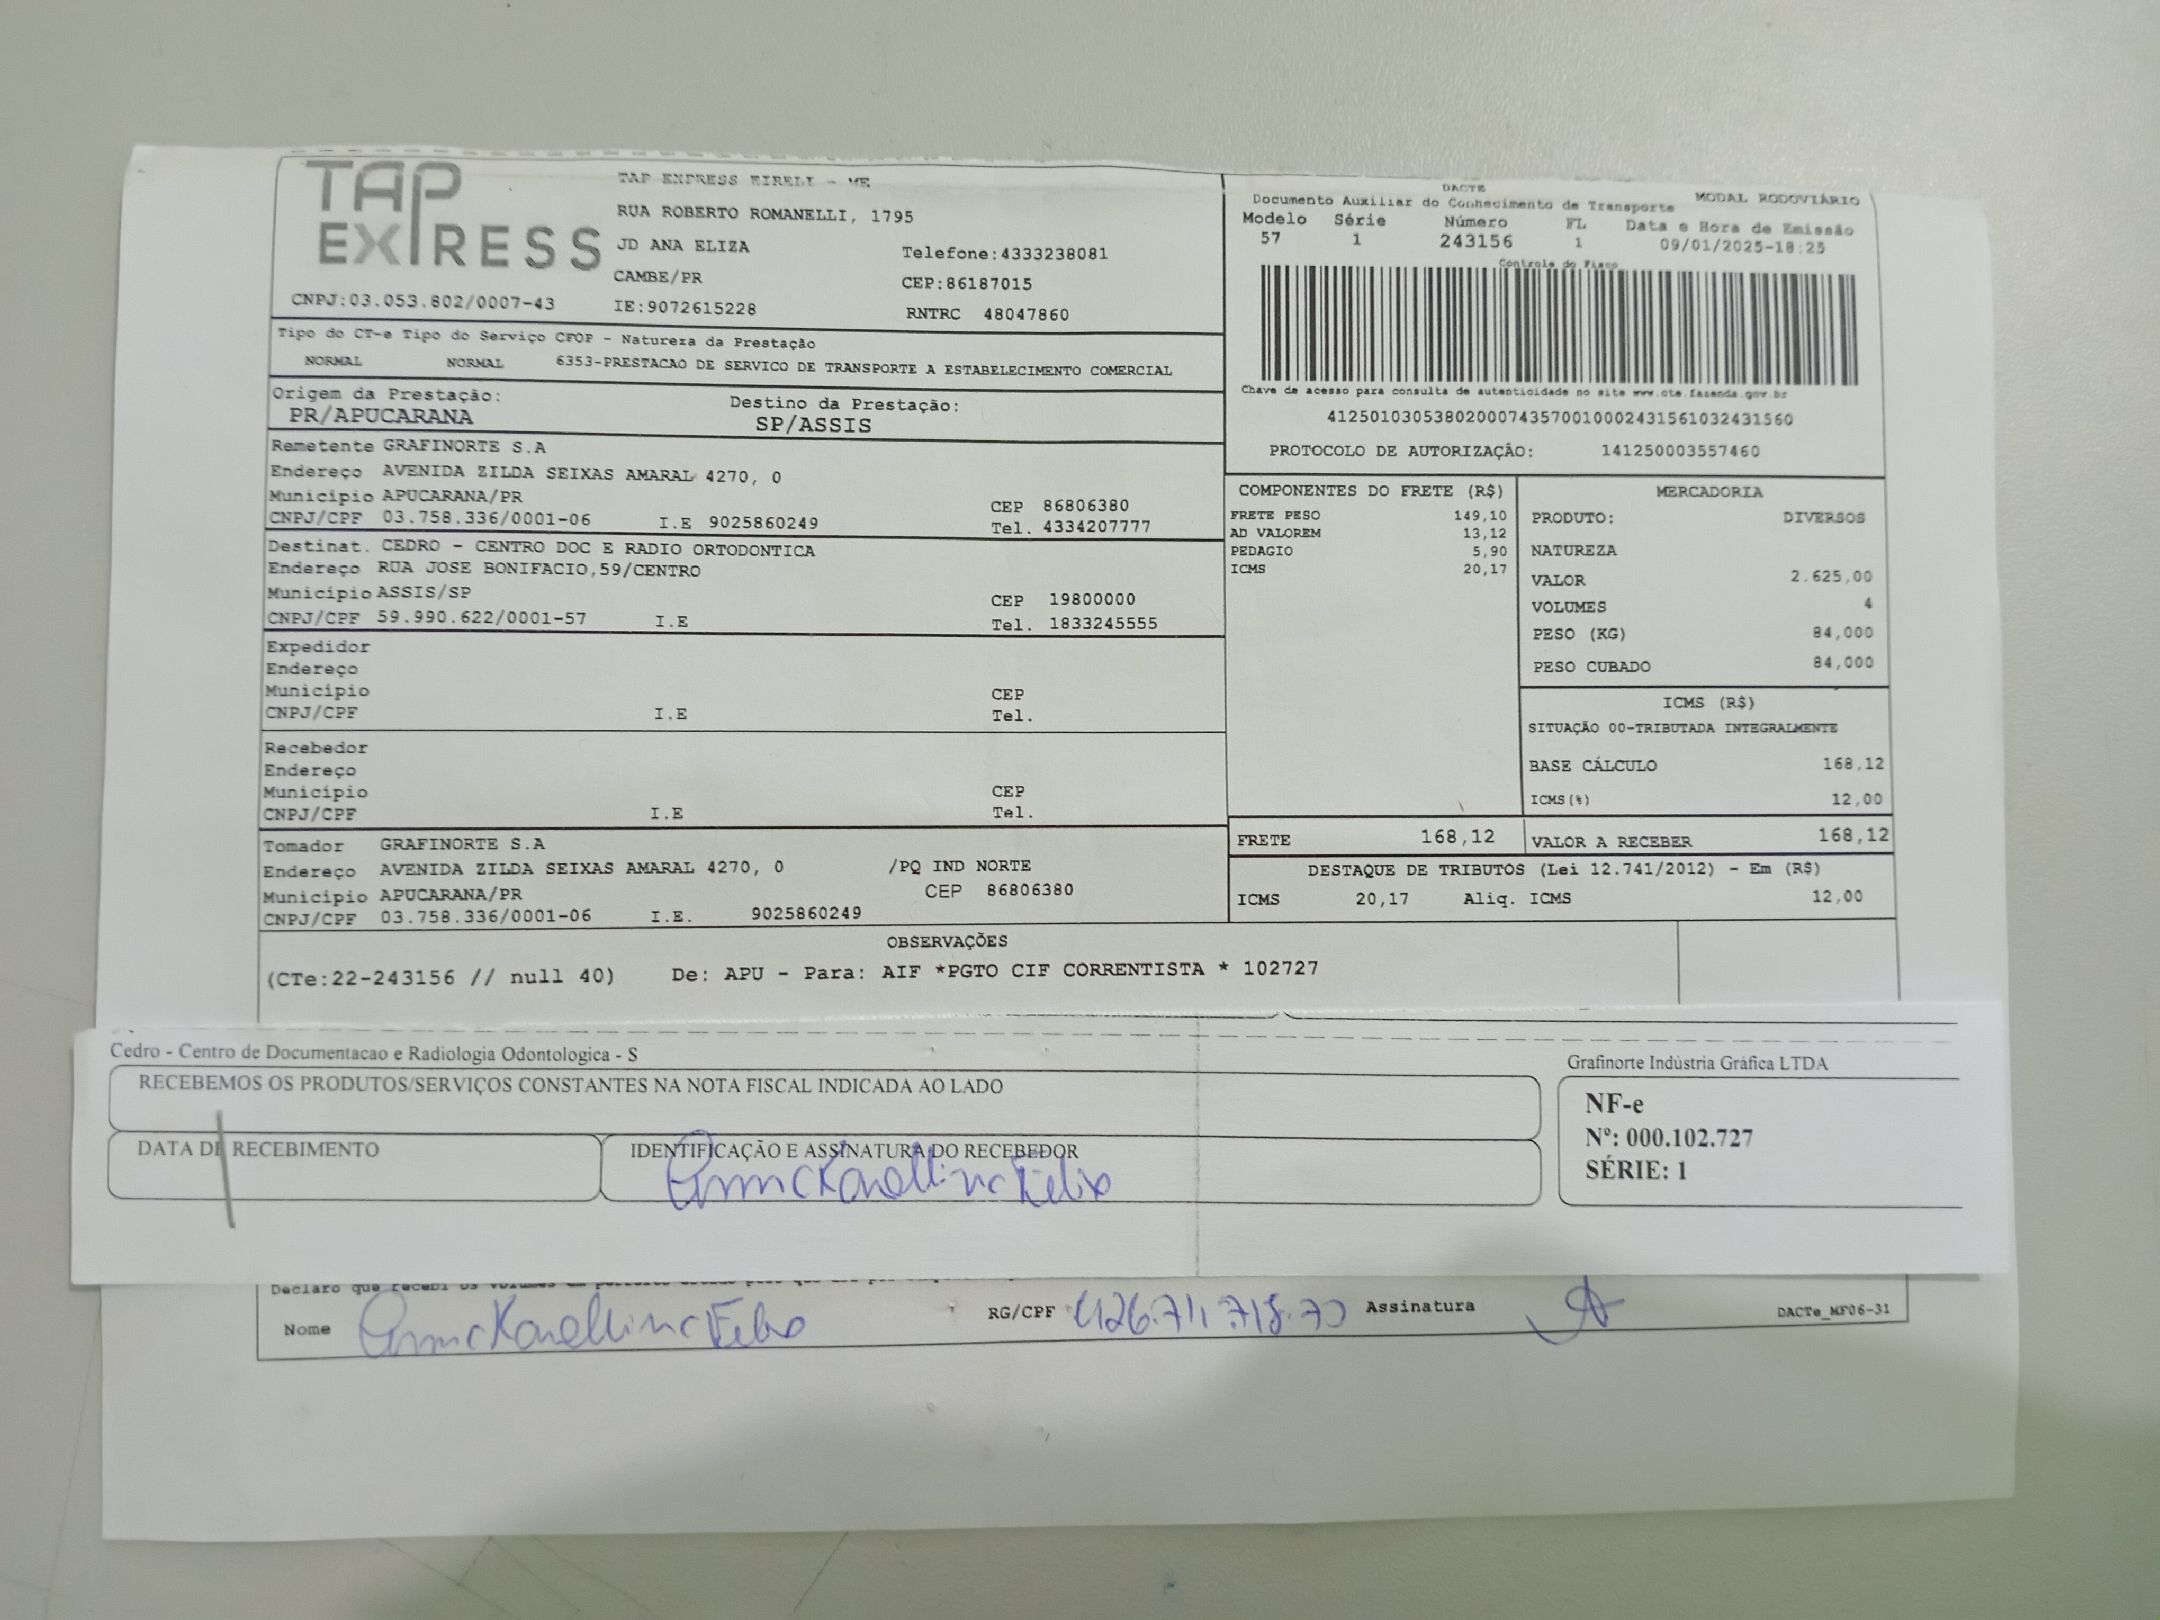 TAP EXPRESS
TAP EXPRESS EIRELI - ME
RUA ROBERTO ROMANELLI, 1795
JD ANA ELIZA
Telefone:4333238081
CAMBE/PR
CEP:86187015
CNPJ:03.053.802/0007-43
IE:9072615228
RNTRC 48047860
DACTE
Documento Auxiliar do Conhecimento de Transporte MODAL RODOVIÁRIO
Modelo Série Número FL Data e Hora de Emissão
57 1 243156 1 09/01/2025-18:25
Controle do Fisco
Chave de acesso para consulta de autenticidade no site www.cte.fazenda.gov.br
41250103053802000743570010002431561032431560
PROTOCOLO DE AUTORIZAÇÂO: 141250003557460
Tipo do CT-e Tipo do Serviço CFOP - Natureza da Prestação
NORMAL NORMAL 6353-PRESTACAO DE SERVICO DE TRANSPORTE A ESTABELECIMENTO COMERCIAL
Origem da Prestação: Destino da Prestação:
PR/APUCARANA SP/ASSIS
Remetente GRAFINORTE S.A
Endereço AVENIDA ZILDA SEIXAS AMARAL 4270, 0
Município APUCARANA/PR CEP 86806380
CNPJ/CPF 03.758.336/0001-06 I.E 9025860249 Tel. 4334207777
Destinat. CEDRO - CENTRO DOC E RADIO ORTODONTICA
Endereço RUA JOSE BONIFACIO,59/CENTRO
Município ASSIS/SP CEP 19800000
CNPJ/CPF 59.990.622/0001-57 I.E Tel. 1833245555
Expedidor
Endereço
Município CEP
CNPJ/CPF I.E Tel.
Recebedor
Endereço
Município CEP
CNPJ/CPF I.E Tel.
Tomador GRAFINORTE S.A
Endereço AVENIDA ZILDA SEIXAS AMARAL 4270, 0 /PQ IND NORTE
Município APUCARANA/PR CEP 86806380
CNPJ/CPF 03.758.336/0001-06 I.E. 9025860249
COMPONENTES DO FRETE (R$)
FRETE PESO 149,10
AD VALOREM 13,12
PEDAGIO 5,90
ICMS 20,17
MERCADORIA
PRODUTO: DIVERSOS
NATUREZA
VALOR 2.625,00
VOLUMES 4
PESO (KG) 84,000
PESO CUBADO 84,000
ICMS (R$)
SITUAÇÃO 00-TRIBUTADA INTEGRALMENTE
BASE CÁLCULO 168,12
ICMS(%) 12,00
FRETE 168,12 VALOR A RECEBER 168,12
DESTAQUE DE TRIBUTOS (Lei 12.741/2012) - Em (R$)
ICMS 20,17 Aliq. ICMS 12,00
OBSERVAÇÕES
(CTe:22-243156 // null 40) De: APU - Para: AIF *PGTO CIF CORRENTISTA * 102727
Cedro - Centro de Documentacao e Radiologia Odontologica - S
RECEBEMOS OS PRODUTOS/SERVIÇOS CONSTANTES NA NOTA FISCAL INDICADA AO LADO
DATA DE RECEBIMENTO
IDENTIFICAÇÃO E ASSINATURA DO RECEBEDOR
Grafinorte Indústria Gráfica LTDA
NF-e
Nº: 000.102.727
SÉRIE: 1
Declaro que recebi os volumes em perfeito estado
Nome RG/CPF Assinatura DACTe_MF06-31